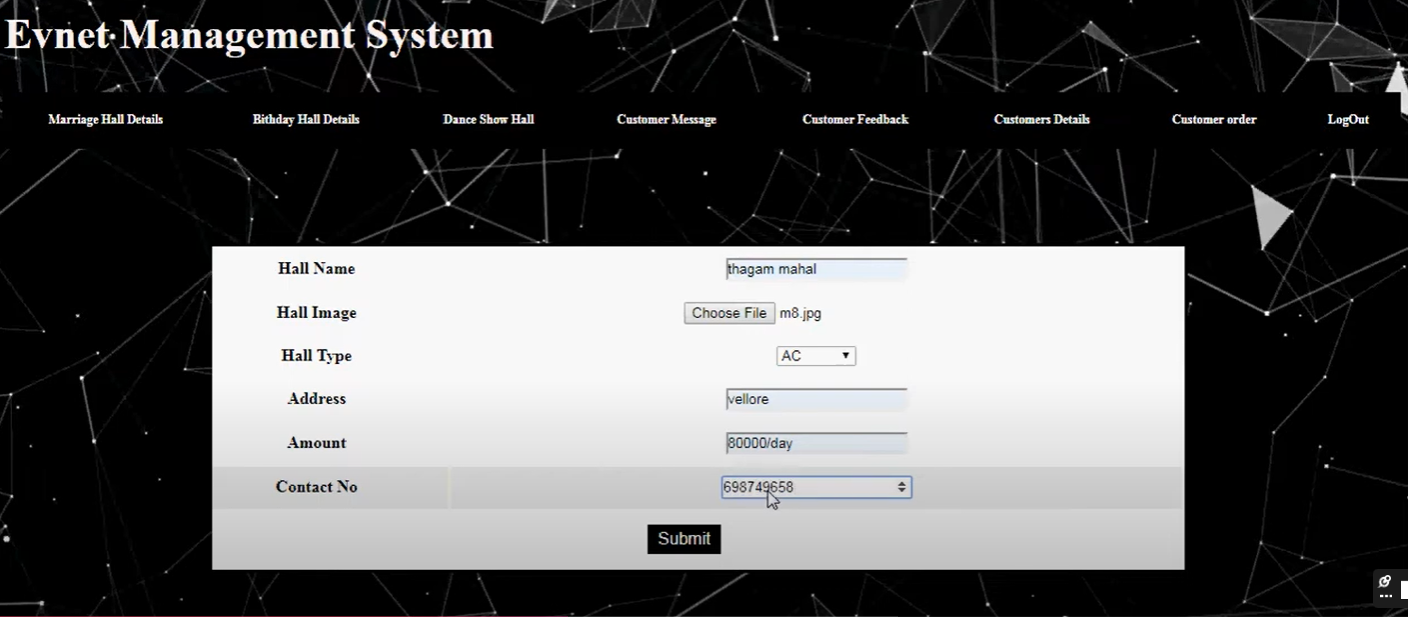 Evnet Management System
Marriage Hall Details Bithday Hall Details Dance Show Hall Customer Message Customer Feedback Customers Details Customer order LogOut
Hall Name thagam mahal
Hall Image Choose File m8.jpg
Hall Type AC
Address vellore
Amount 80000/day
Contact No 698749658
Submit